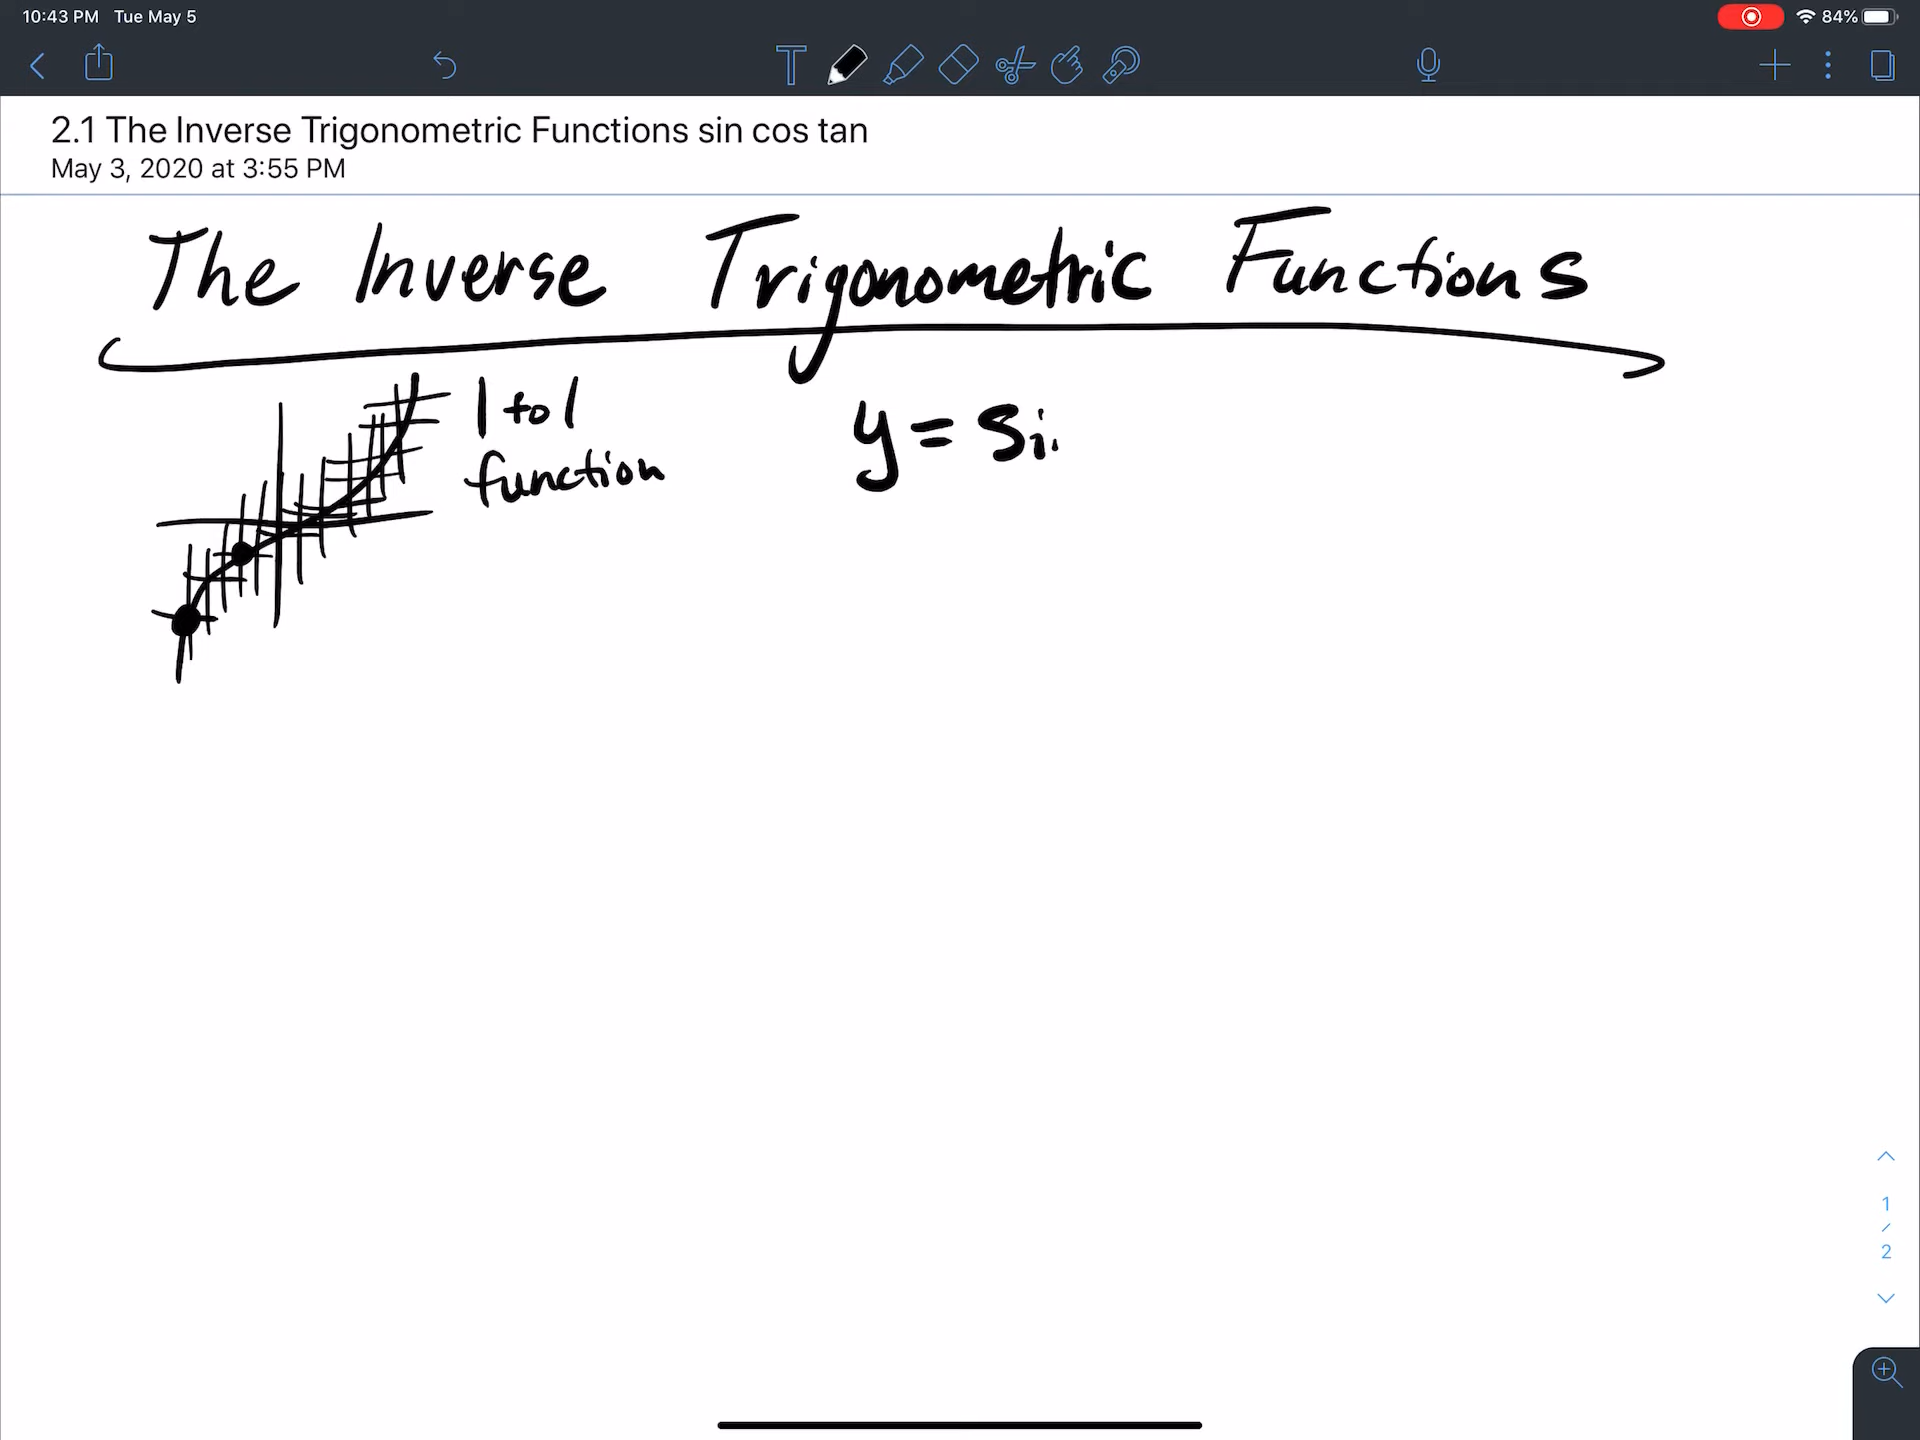 10:43 PM Tue May 5
84%
2.1 The Inverse Trigonometric Functions sin cos tan
May 3, 2020 at 3:55 PM
The Inverse Trigonometric Functions
1 to 1
function
y = si
1
/
2